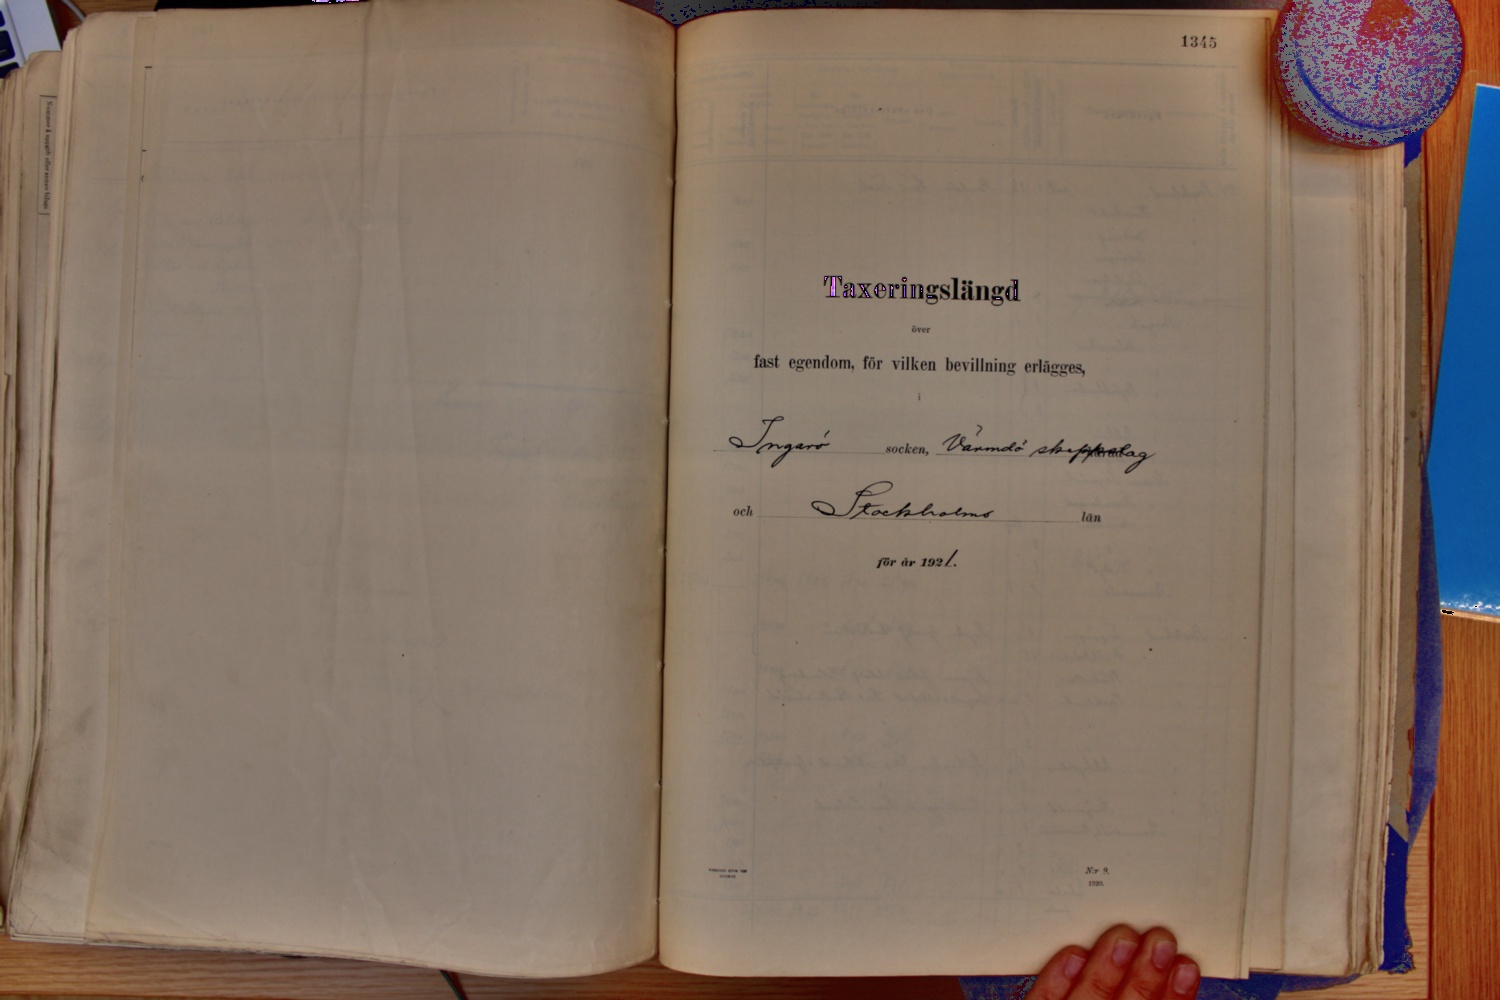 1345
Taxeringslängd
över
fast egendom, för vilken bevillning erlägges,
i
Ingarö socken, Värmdö skeppslag
och Stockholms län
för år 1921.
N:r 9.
1920.